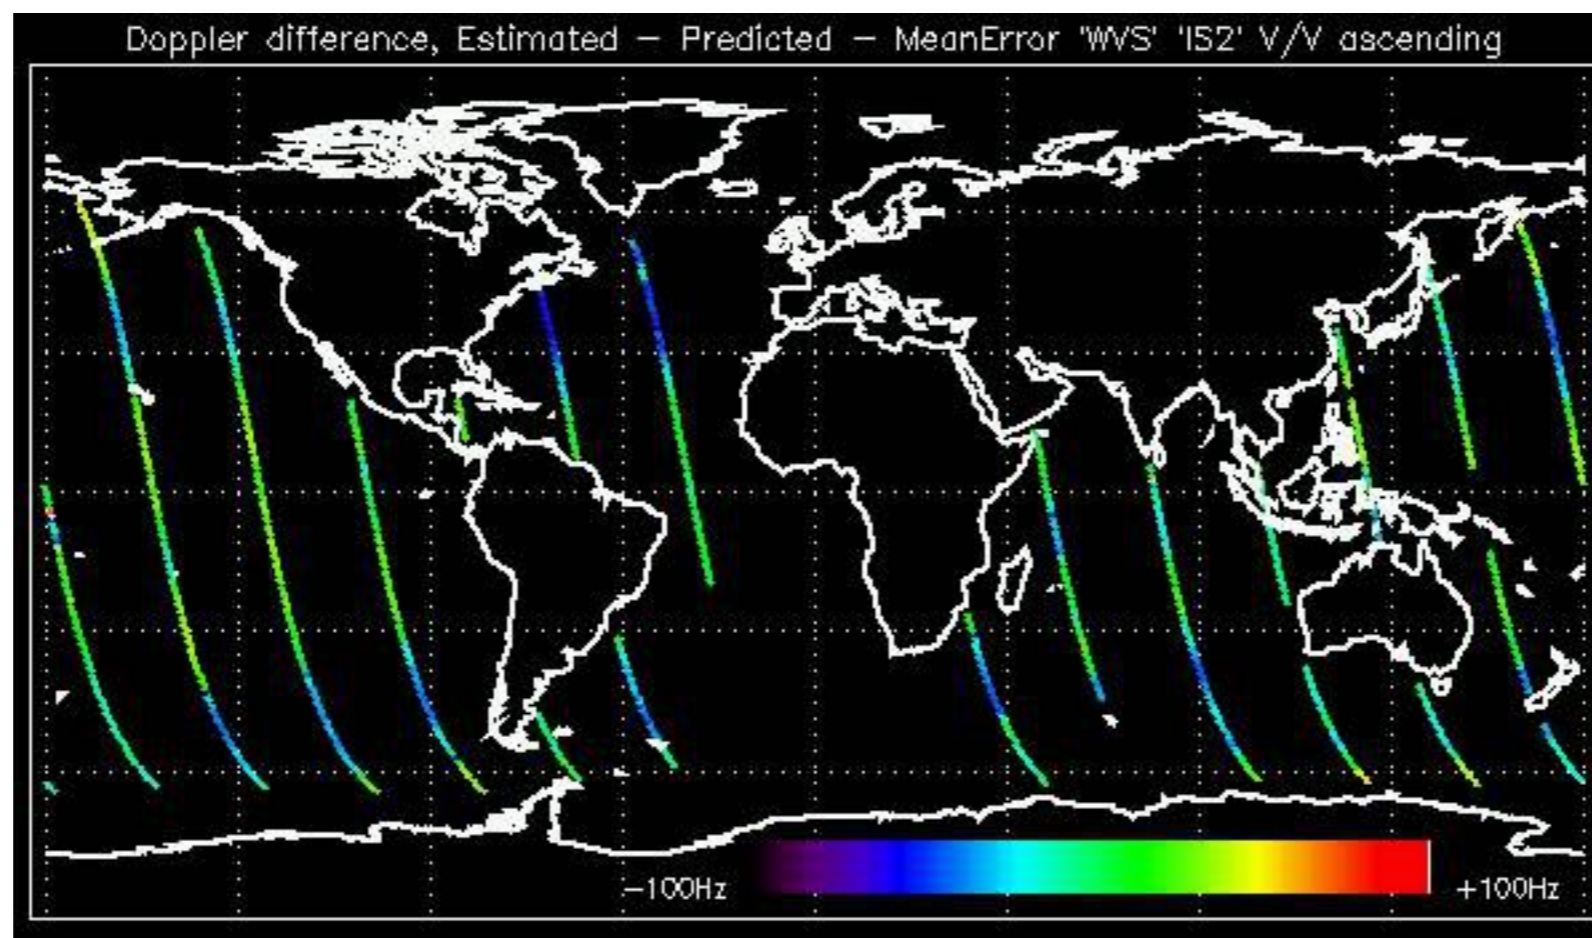 Doppler difference, Estimated – Predicted – MeanError 'WVS' 'IS2' V/V ascending
−100Hz
+100Hz